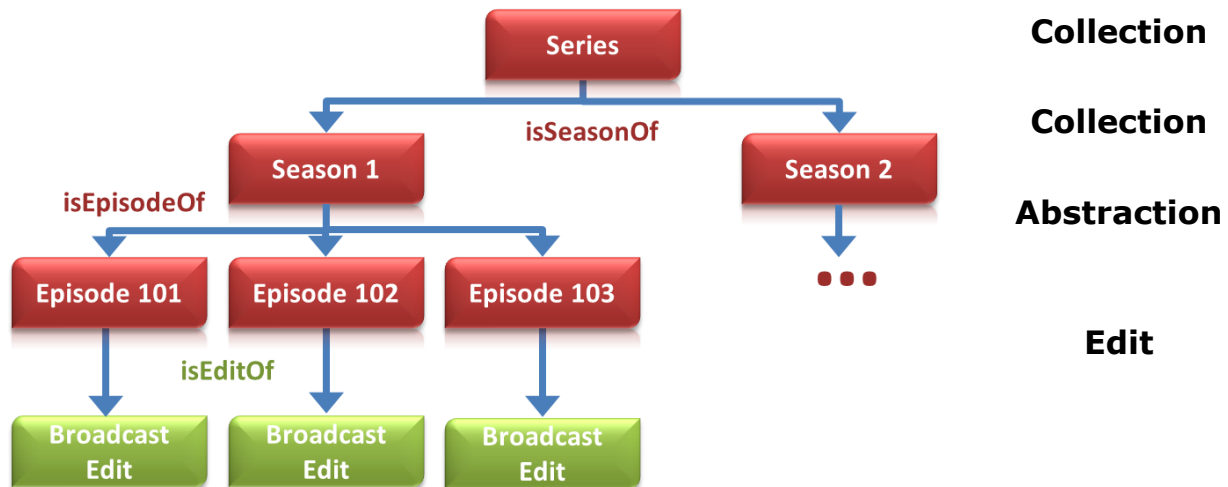 Series
Collection
isSeasonOf
Collection
Season 1
Season 2
isEpisodeOf
Abstraction
Episode 101
Episode 102
Episode 103
...
isEditOf
Edit
Broadcast
Edit
Broadcast
Edit
Broadcast
Edit